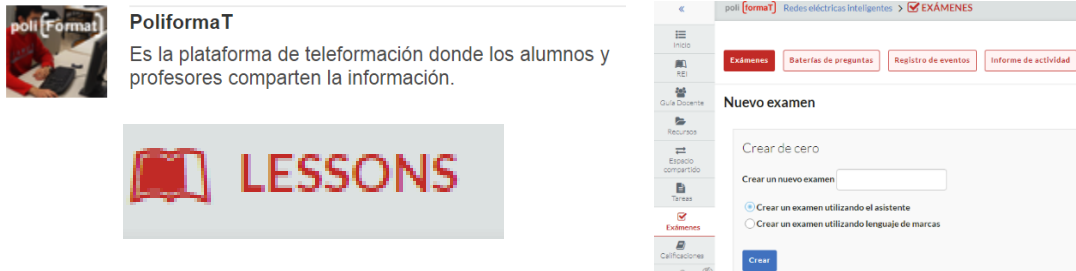 poli[Format]
PoliformaT
Es la plataforma de teleformación donde los alumnos y
profesores comparten la información.
LESSONS
«
poli [formaT] Redes eléctricas inteligentes > EXÁMENES
Inicio
REI
Guía Docente
Recursos
Espacio
compartido
Tareas
Exámenes
Calificaciones
Exámenes Baterías de preguntas Registro de eventos Informe de actividad
Nuevo examen
Crear de cero
Crear un nuevo examen
Crear un examen utilizando el asistente
Crear un examen utilizando lenguaje de marcas
Crear